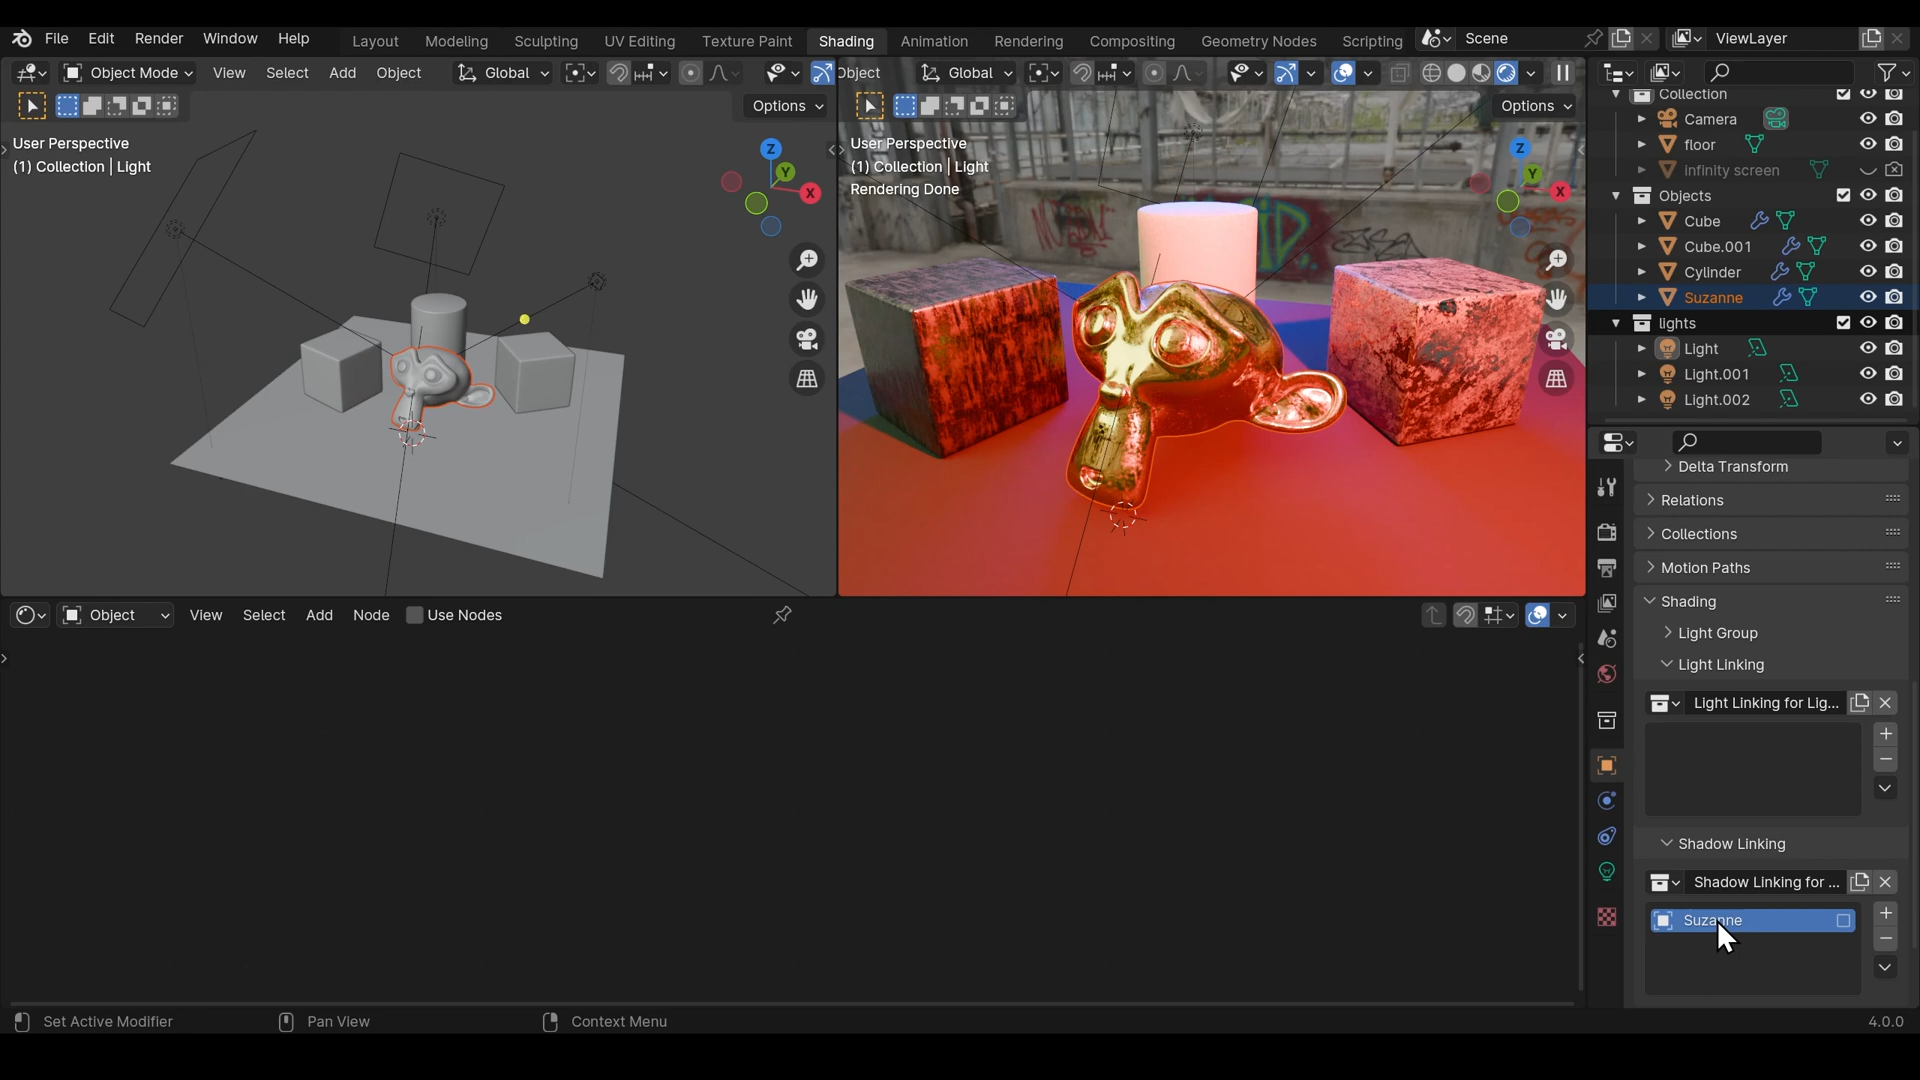 File Edit Render Window Help Layout Modeling Sculpting UV Editing Texture Paint Shading Animation Rendering Compositing Geometry Nodes Scripting Scene ViewLayer
Object Mode View Select Add Object Global
Object Global
Options
Options
User Perspective
(1) Collection | Light
Z
Y
X
User Perspective
(1) Collection | Light
Rendering Done
Z
Y
X
Collection
Camera
floor
infinity screen
Objects
Cube
Cube.001
Cylinder
Suzanne
lights
Light
Light.001
Light.002
Delta Transform
Relations
Collections
Motion Paths
Shading
Light Group
Light Linking
Light Linking for Lig...
Shadow Linking
Shadow Linking for ...
Suzanne
Object View Select Add Node Use Nodes
Set Active Modifier Pan View Context Menu 4.0.0